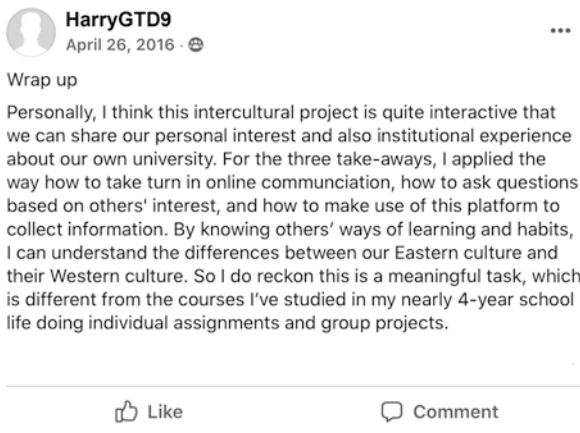 HarryGTD9
April 26, 2016 ·
Wrap up
Personally, I think this intercultural project is quite interactive that
we can share our personal interest and also institutional experience
about our own university. For the three take-aways, I applied the
way how to take turn in online communciation, how to ask questions
based on others' interest, and how to make use of this platform to
collect information. By knowing others’ ways of learning and habits,
I can understand the differences between our Eastern culture and
their Western culture. So I do reckon this is a meaningful task, which
is different from the courses I’ve studied in my nearly 4-year school
life doing individual assignments and group projects.
Like
Comment